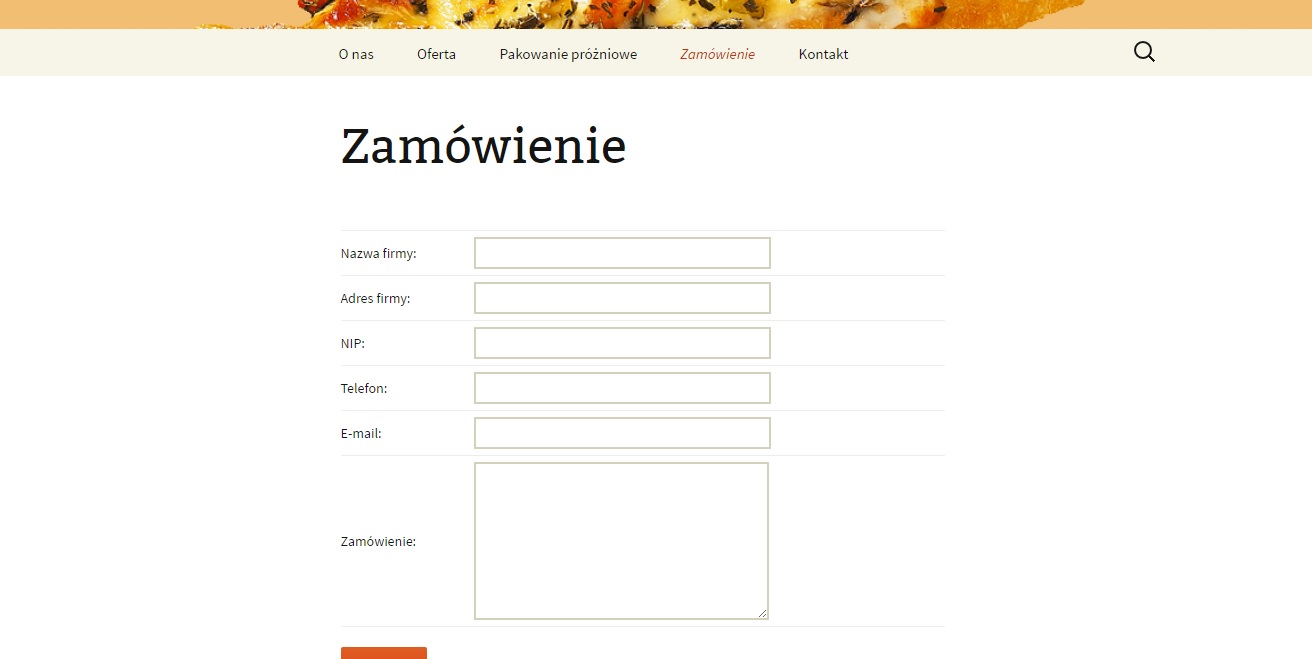 O nas Oferta Pakowanie próżniowe Zamówienie Kontakt
Zamówienie
Nazwa firmy:
Adres firmy:
NIP:
Telefon:
E-mail:
Zamówienie: